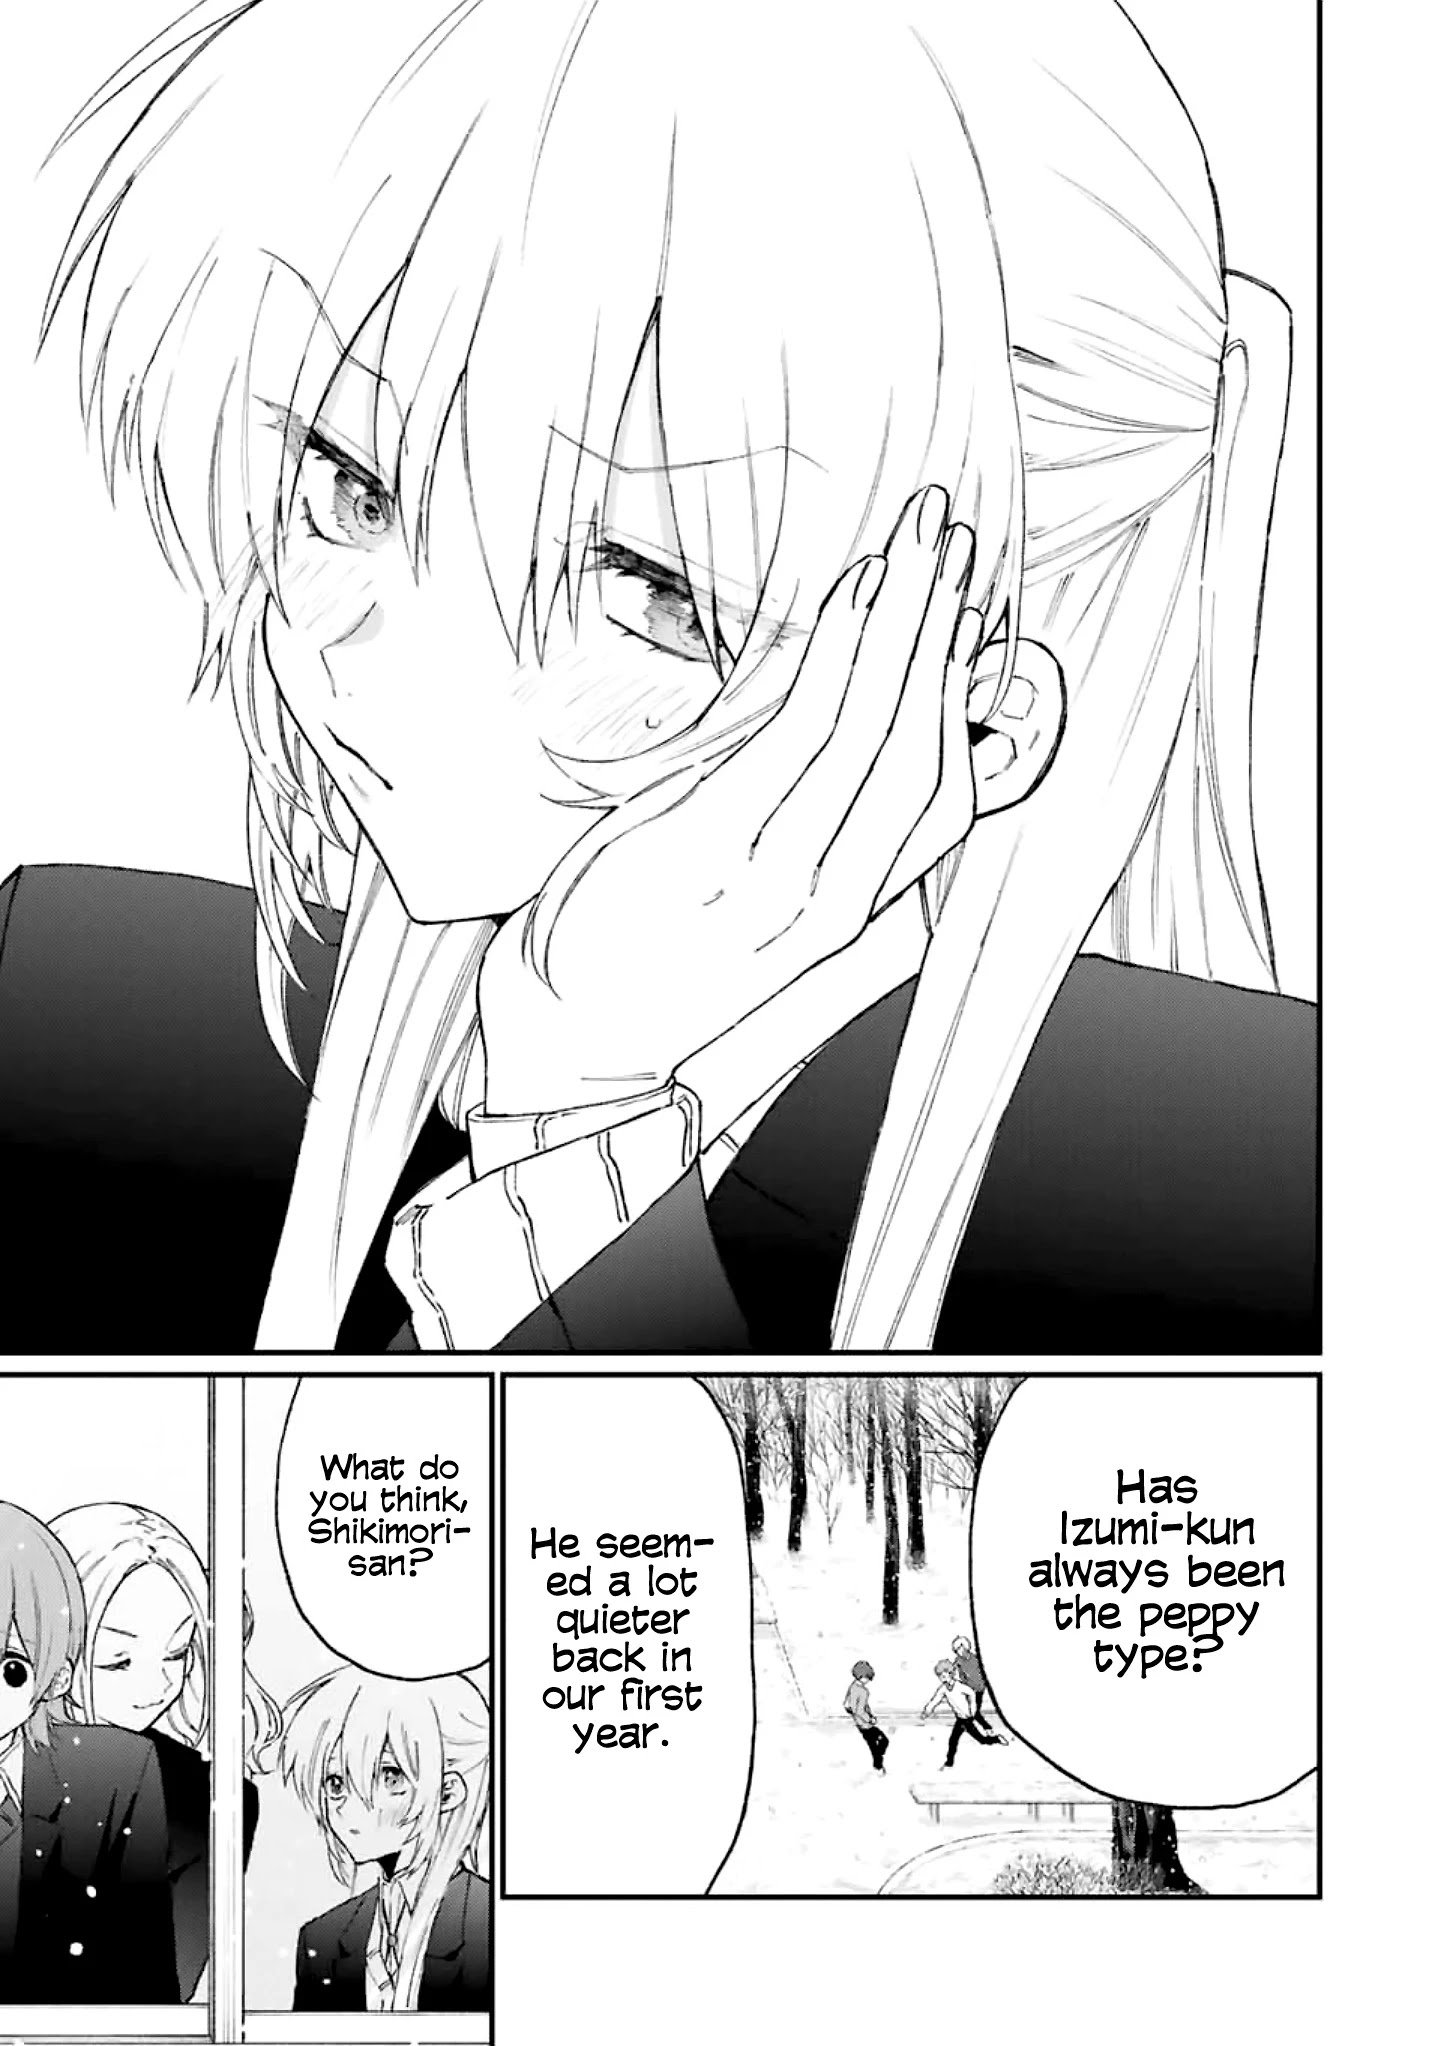 Has
Izumi-kun
always been
the peppy
type?
He seem-
ed a lot
quieter
back in
our first
year.
What do
you think,
Shikimori-
san?